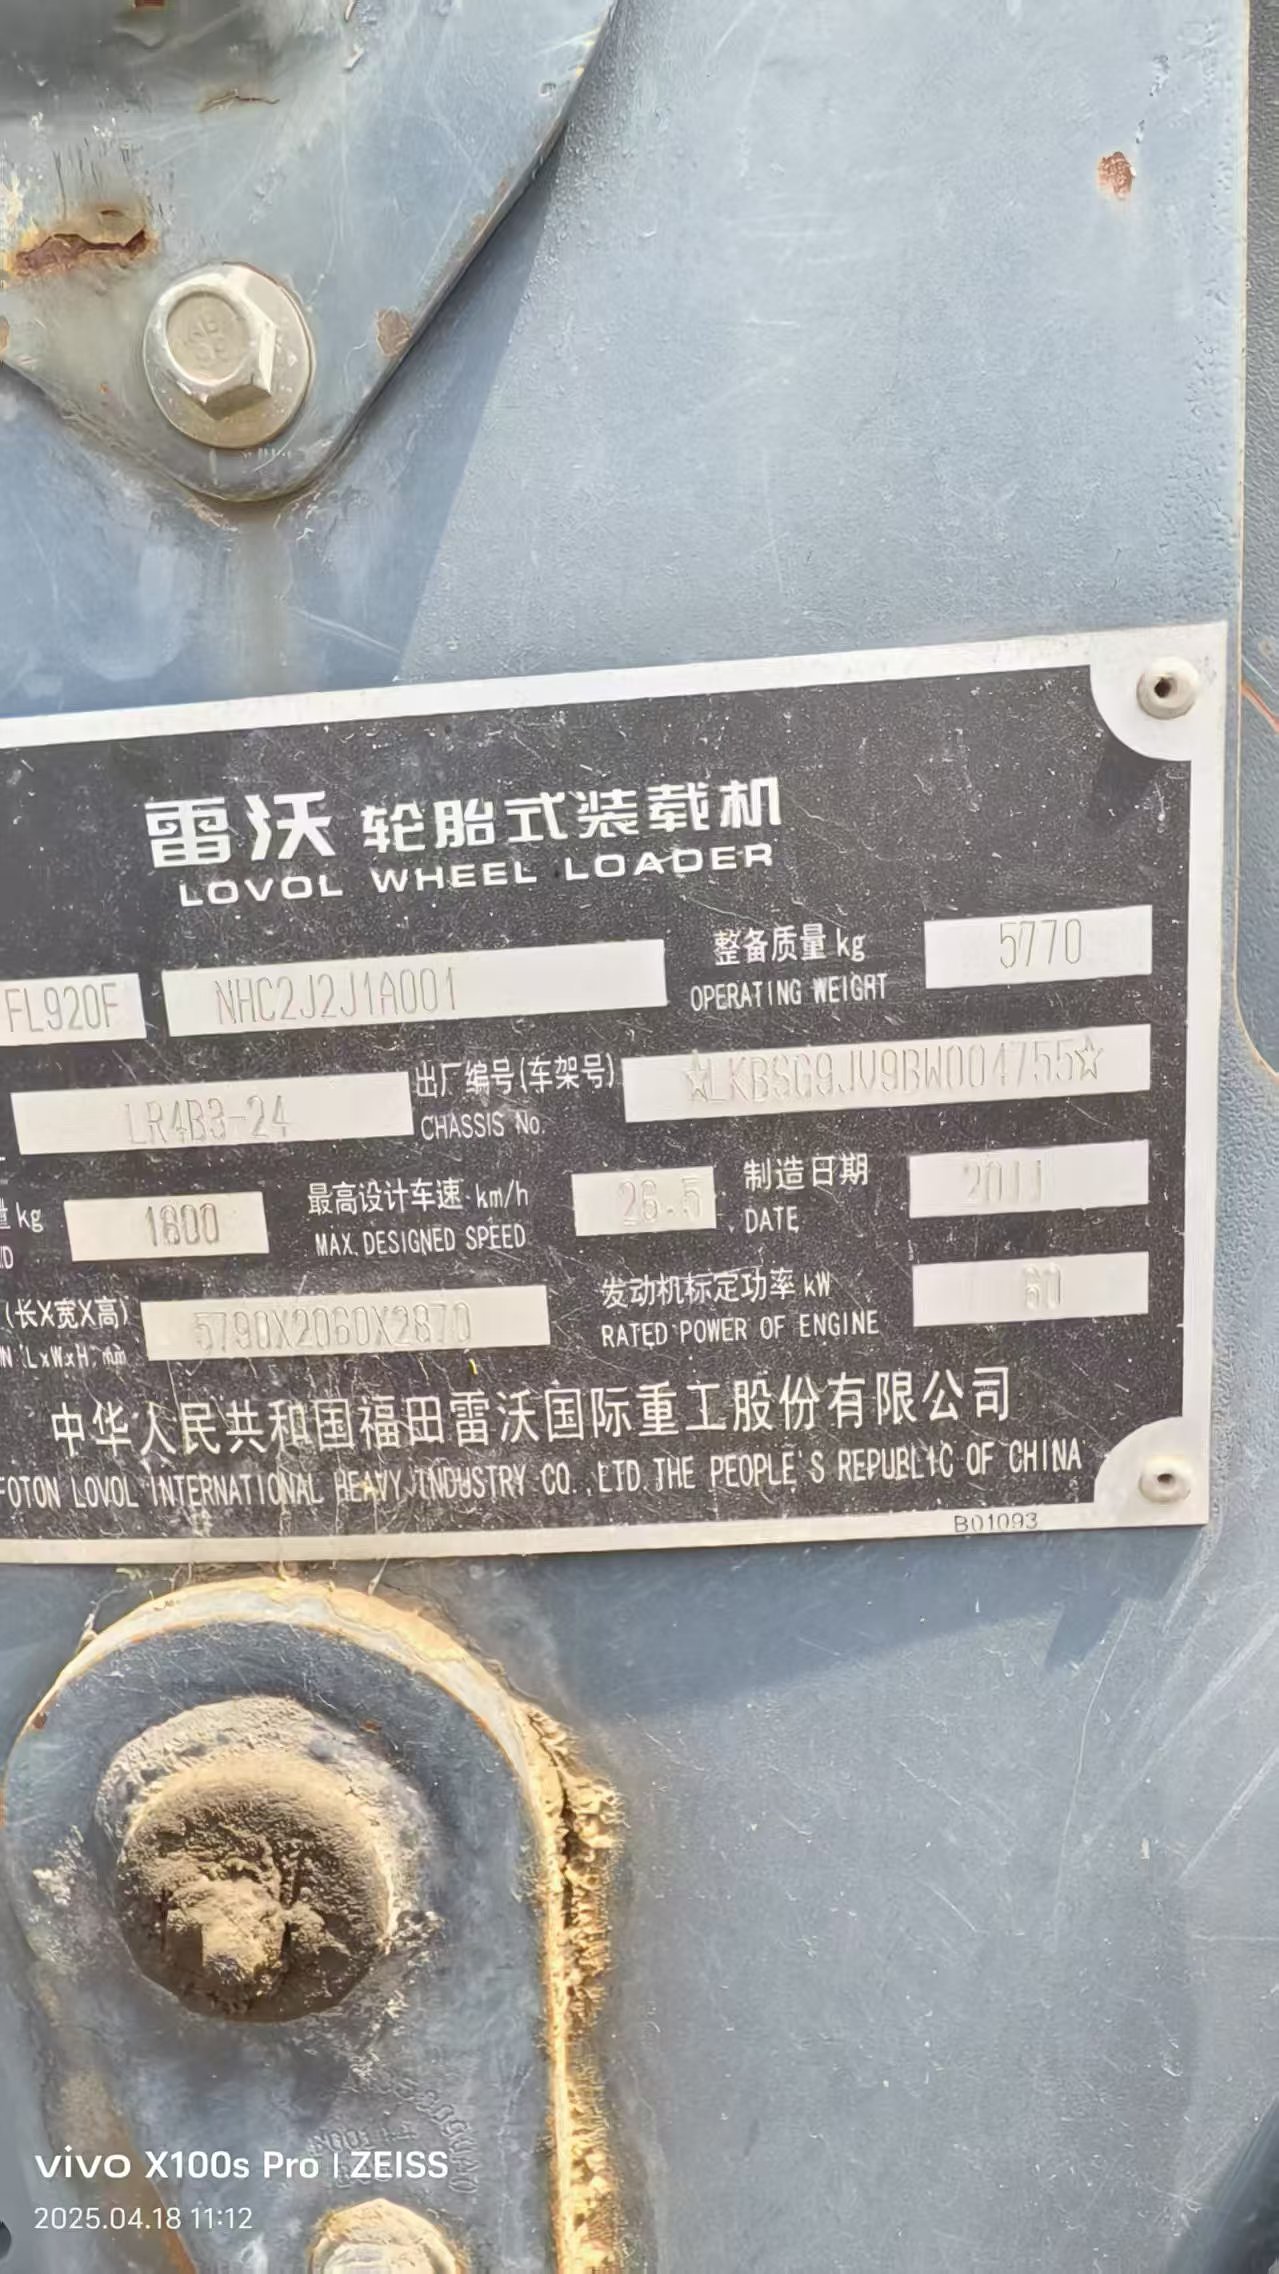 雷沃 轮胎式装载机
LOVOL WHEEL LOADER
FL920F NHC2J2J1A001 整备质量 kg 5770
OPERATING WEIGHT
LR4B3-24 出厂编号(车架号) ☆LKBSG9JV9BW004755☆
CHASSIS No.
量 kg 1800 最高设计车速 km/h 26.5 制造日期 2011
MAX.DESIGNED SPEED DATE
(长X宽X高) 5790X2060X2870 发动机标定功率 kW 60
LxWxH mm RATED POWER OF ENGINE
中华人民共和国福田雷沃国际重工股份有限公司
FOTON LOVOL INTERNATIONAL HEAVY INDUSTRY CO.,LTD.THE PEOPLE'S REPUBLIC OF CHINA
B01093
vivo X100s Pro | ZEISS
2025.04.18 11:12